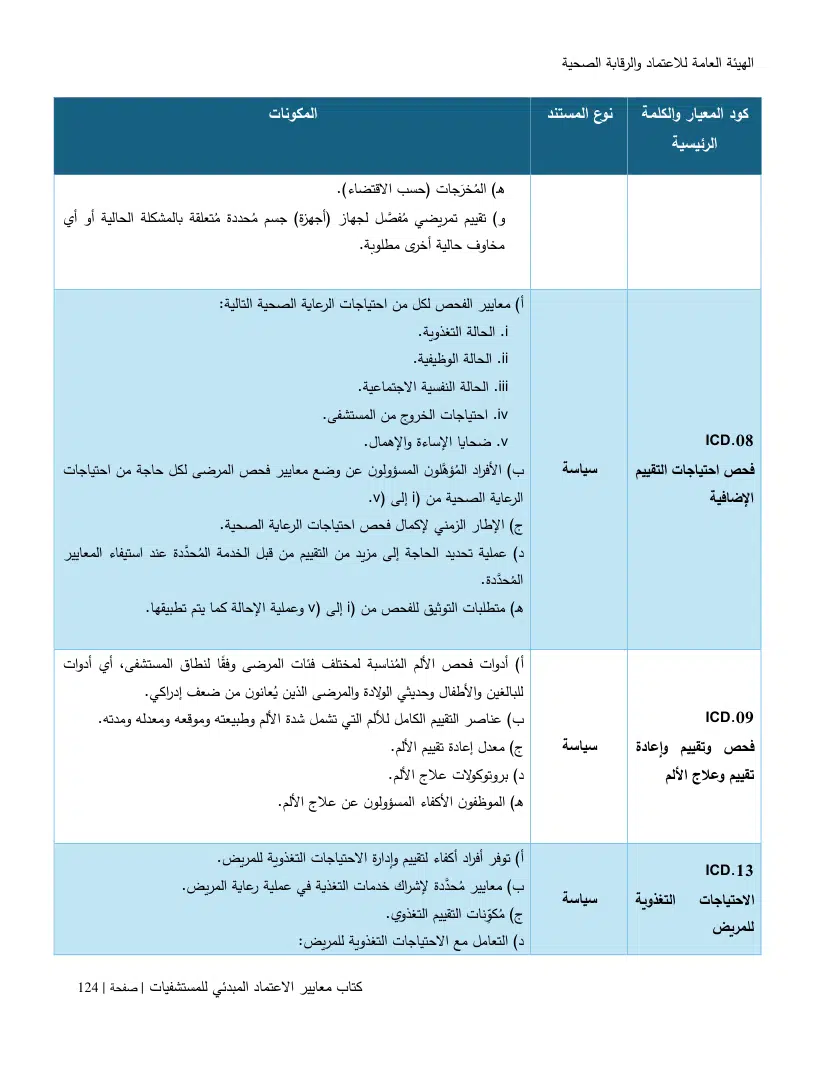 الهيئة العامة للاعتماد والرقابة الصحية
كود المعيار والكلمة
الرئيسية
نوع المستند
المكونات
ه) المُخرَجات (حسب الاقتضاء).
و) تقييم تمريضي مُفصَّل لجهاز (أجهزة) جسم مُحددة مُتعلقة بالمشكلة الحالية أو أي
مخاوف حالية أخرى مطلوبة.
ICD.08
فحص احتياجات التقييم
الإضافية
سياسة
أ) معايير الفحص لكل من احتياجات الرعاية الصحية التالية:
i. الحالة التغذوية.
ii. الحالة الوظيفية.
iii. الحالة النفسية الاجتماعية.
iv. احتياجات الخروج من المستشفى.
v. ضحايا الإساءة والإهمال.
ب) الأفراد المُؤهَّلون المسؤولون عن وضع معايير فحص المرضى لكل حاجة من احتياجات
الرعاية الصحية من (i إلى (v.
ج) الإطار الزمني لإكمال فحص احتياجات الرعاية الصحية.
د) عملية تحديد الحاجة إلى مزيد من التقييم من قبل الخدمة المُحدَّدة عند استيفاء المعايير
المُحدَّدة.
ه) متطلبات التوثيق للفحص من (i إلى (v وعملية الإحالة كما يتم تطبيقها.
ICD.09
فحص وتقييم وإعادة
تقييم وعلاج الألم
سياسة
أ) أدوات فحص الألم المُناسبة لمختلف فئات المرضى وفقًا لنطاق المستشفى، أي أدوات
للبالغين والأطفال وحديثي الولادة والمرضى الذين يُعانون من ضعف إدراكي.
ب) عناصر التقييم الكامل للألم التي تشمل شدة الألم وطبيعته وموقعه ومعدله ومدته.
ج) معدل إعادة تقييم الألم.
د) بروتوكولات علاج الألم.
ه) الموظفون الأكفاء المسؤولون عن علاج الألم.
ICD.13
الاحتياجات التغذوية
للمريض
سياسة
أ) توفر أفراد أكفاء لتقييم وإدارة الاحتياجات التغذوية للمريض.
ب) معايير مُحدَّدة لإشراك خدمات التغذية في عملية رعاية المريض.
ج) مُكوِّنات التقييم التغذوي.
د) التعامل مع الاحتياجات التغذوية للمريض:
كتاب معايير الاعتماد المبدئي للمستشفيات | صفحة | 124